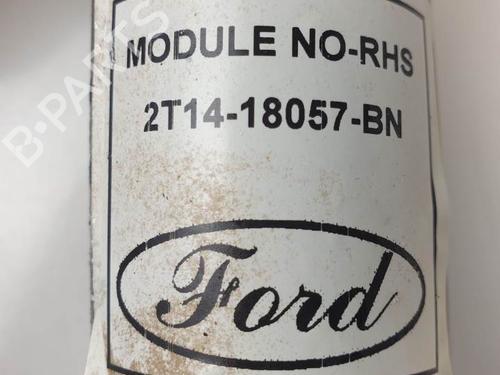 B-PARTS
MODULE NO-RHS
2T14-18057-BN
Ford